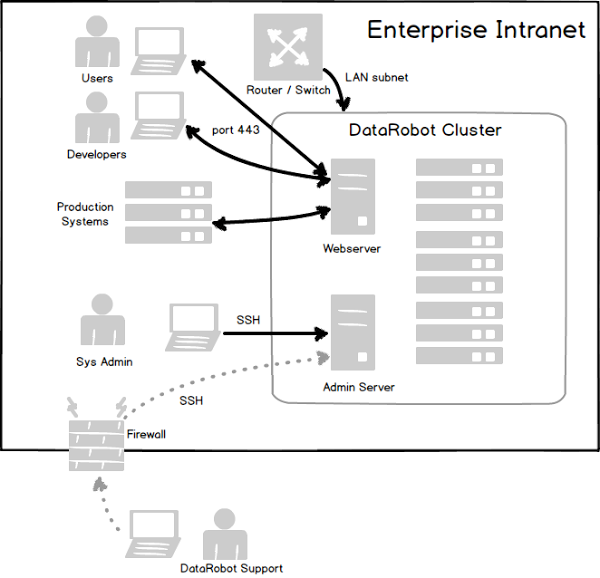 Enterprise Intranet
Users
Router / Switch
LAN subnet
port 443
DataRobot Cluster
Developers
Production
Systems
Webserver
SSH
Sys Admin
Admin Server
SSH
Firewall
DataRobot Support